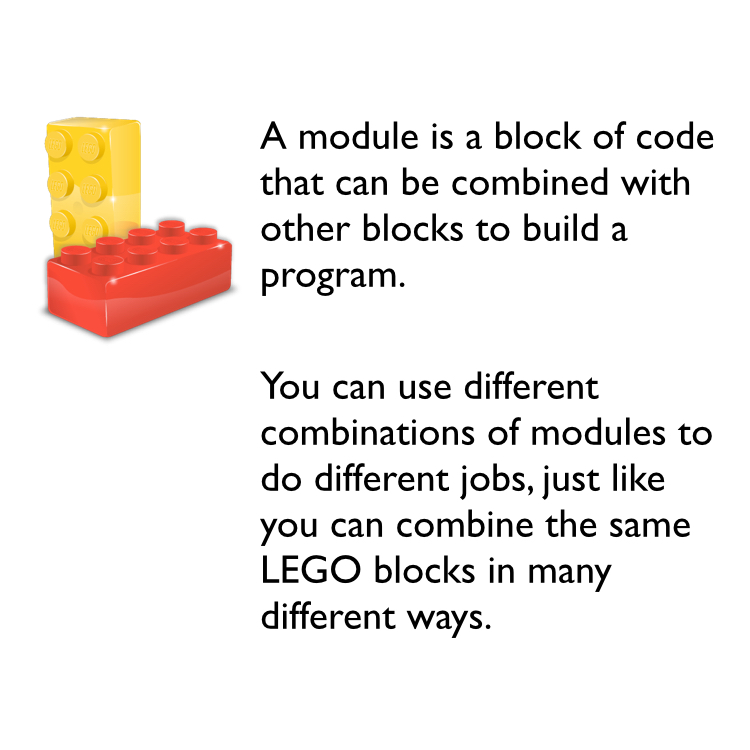 A module is a block of code
that can be combined with
other blocks to build a
program.
You can use different
combinations of modules to
do different jobs, just like
you can combine the same
LEGO blocks in many
different ways.